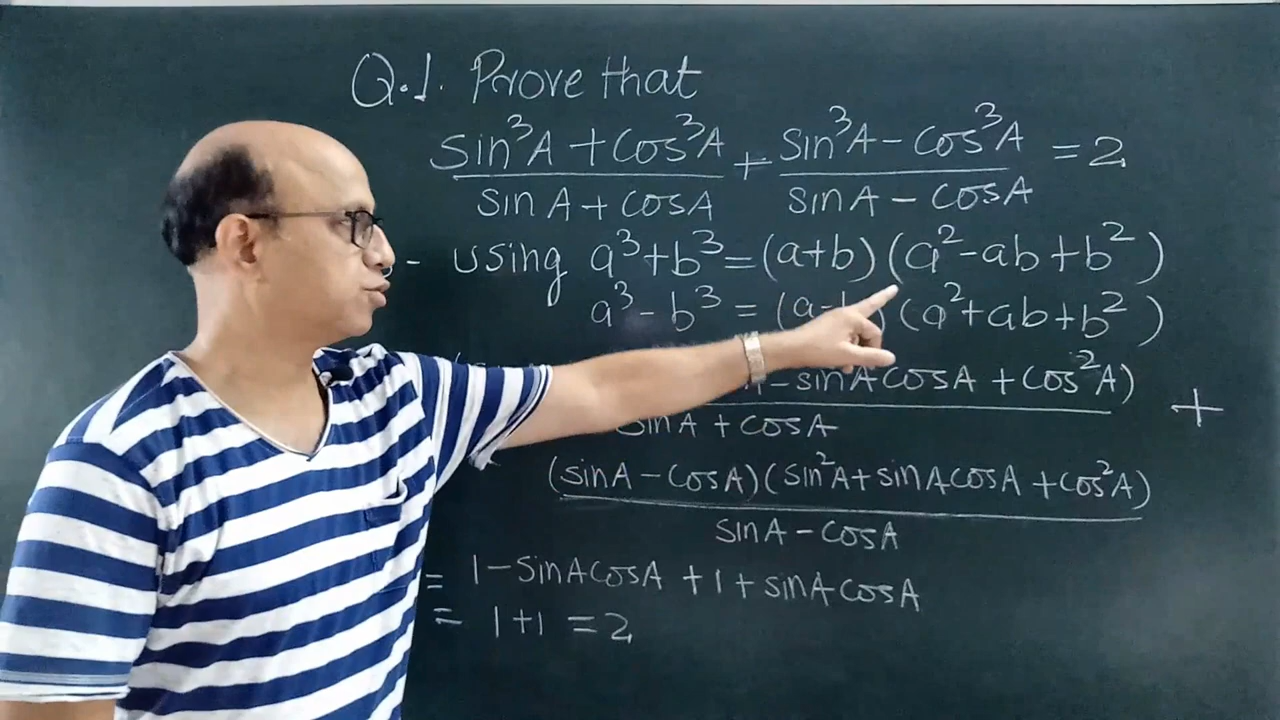 Q.1. Prove that
sin³A + cos³A / sinA + cosA + sin³A - cos³A / sinA - cosA = 2
- using a³+b³=(a+b)(a²-ab+b²)
a³-b³ = (a-b)(a²+ab+b²)
-sinAcosA + cos²A) +
sinA + cosA
(sinA - cosA)(sin²A + sinAcosA + cos²A)
sinA - cosA
= 1 - sinAcosA + 1 + sinAcosA
= 1+1 = 2